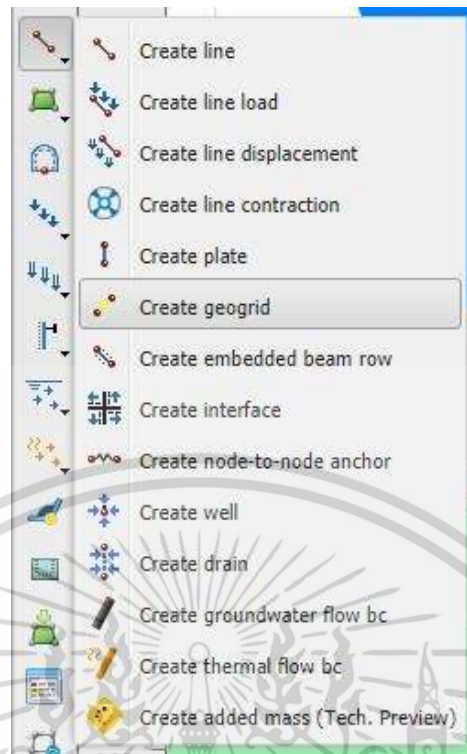 Create line
Create line load
Create line displacement
Create line contraction
Create plate
Create geogrid
Create embedded beam row
Create interface
Create node-to-node anchor
Create well
Create drain
Create groundwater flow bc
Create thermal flow bc
Create added mass (Tech. Preview)